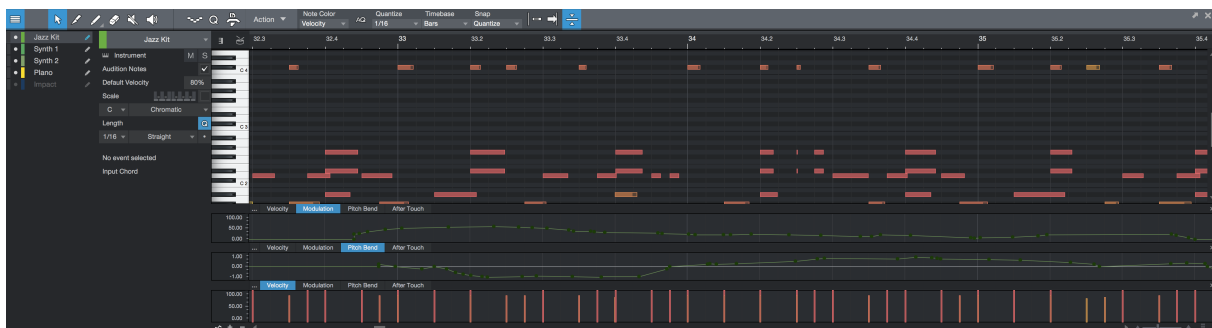 Action
Note Color
Velocity
AQ
Quantize
1/16
Timebase
Bars
Snap
Quantize
Jazz Kit
Synth 1
Synth 2
Piano
Impact
Jazz Kit
Instrument M S
Audition Notes
Default Velocity 80%
Scale
C Chromatic
Length Q
1/16 Straight
No event selected
Input Chord
32.3 32.4 33 33.2 33.3 33.4 34 34.2 34.3 34.4 35 35.2 35.3 35.4
C 4
C 3
C 2
... Velocity Modulation Pitch Bend After Touch
100.00
50.00
0.00
... Velocity Modulation Pitch Bend After Touch
1.00
0.00
-1.00
... Velocity Modulation Pitch Bend After Touch
100.00
50.00
0.00